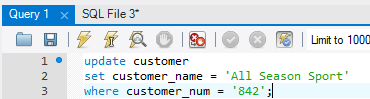 Query 1 SQL File 3*
Limit to 1000
1 update customer
2 set customer_name = 'All Season Sport'
3 where customer_num = '842';